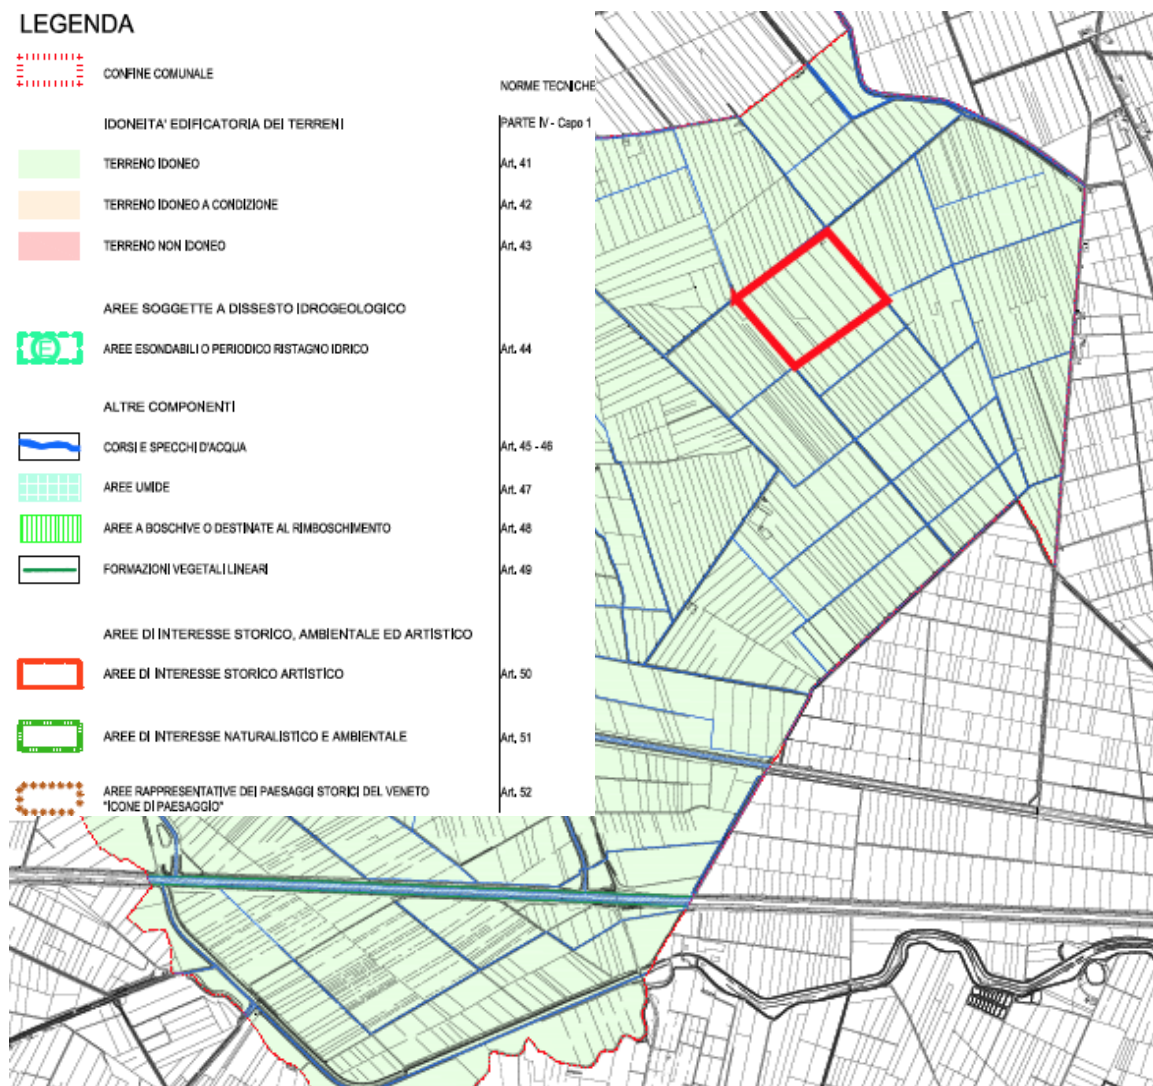 LEGENDA
CONFINE COMUNALE
NORME TECNICHE
IDONEITA' EDIFICATORIA DEI TERRENI
PARTE IV - Capo 1
TERRENO IDONEO
Art. 41
TERRENO IDONEO A CONDIZIONE
Art. 42
TERRENO NON IDONEO
Art. 43
AREE SOGGETTE A DISSESTO IDROGEOLOGICO
E
AREE ESONDABILI O PERIODICO RISTAGNO IDRICO
Art. 44
ALTRE COMPONENTI
CORSI E SPECCHI D'ACQUA
Art. 45 - 46
AREE UMIDE
Art. 47
AREE A BOSCHIVE O DESTINATE AL RIMBOSCHIMENTO
Art. 48
FORMAZIONI VEGETALI LINEARI
Art. 49
AREE DI INTERESSE STORICO, AMBIENTALE ED ARTISTICO
AREE DI INTERESSE STORICO ARTISTICO
Art. 50
AREE DI INTERESSE NATURALISTICO E AMBIENTALE
Art. 51
AREE RAPPRESENTATIVE DEI PAESAGGI STORICI DEL VENETO
Art. 52
"ICONE DI PAESAGGIO"